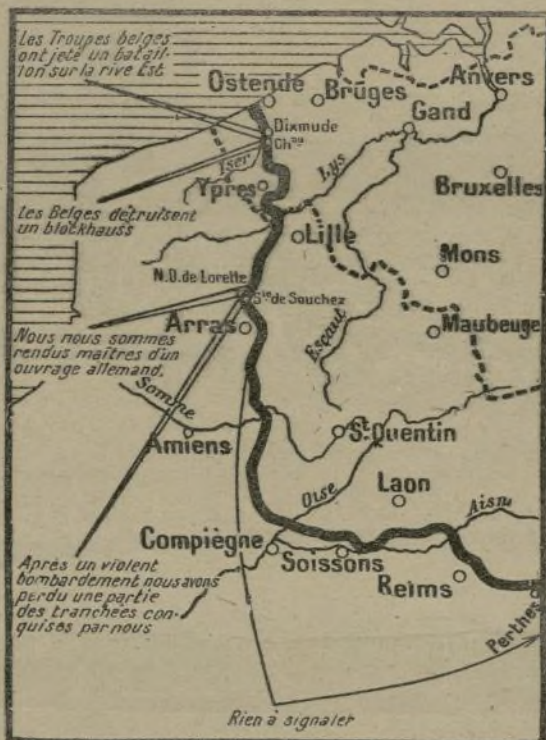 Les Troupes belges
ont jeté un batail-
lon sur la rive Est.
Ostende
Bruges
Anvers
Gand
Dixmude
Chau
Iser
Lys
Ypres
Bruxelles
Les Belges détruisent
un blockhauss
Lille
Mons
N.D. de Lorette
Sie de Souchez
Arras
Escaut
Maubeuge
Nous nous sommes
rendus maîtres d'un
ouvrage allemand.
Somme
Amiens
St Quentin
Oise
Laon
Aisne
Compiègne
Soissons
Reims
Après un violent
bombardement nous avons
perdu une partie
des tranchées con-
quises par nous
Perthes
Rien à signaler